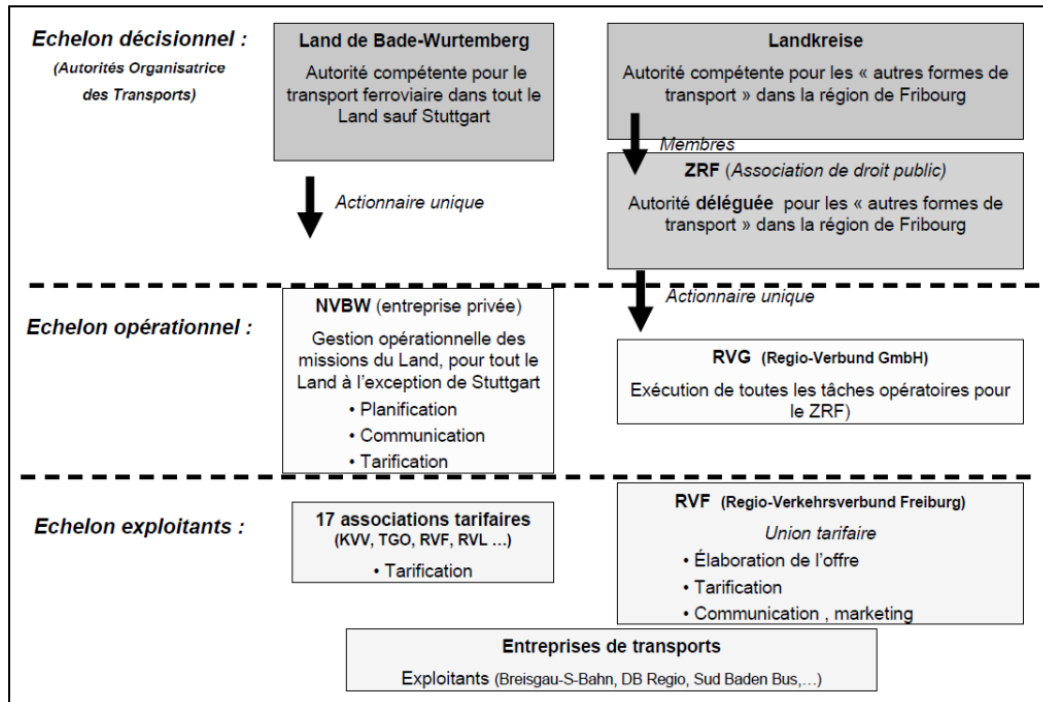 Echelon décisionnel :
(Autorités Organisatrice
des Transports)
Land de Bade-Wurtemberg
Autorité compétente pour le
transport ferroviaire dans tout le
Land sauf Stuttgart
Landkreise
Autorité compétente pour les « autres formes de
transport » dans la région de Fribourg
Membres
ZRF (Association de droit public)
Autorité déléguée pour les « autres formes de
transport » dans la région de Fribourg
Actionnaire unique
Actionnaire unique
Echelon opérationnel :
NVBW (entreprise privée)
Gestion opérationnelle des
missions du Land, pour tout le
Land à l'exception de Stuttgart
• Planification
• Communication
• Tarification
RVG (Regio-Verbund GmbH)
Exécution de toutes les tâches opératoires pour
le ZRF)
Echelon exploitants :
17 associations tarifaires
(KVV, TGO, RVF, RVL ...)
• Tarification
RVF (Regio-Verkehrsverbund Freiburg)
Union tarifaire
• Élaboration de l'offre
• Tarification
• Communication , marketing
Entreprises de transports
Exploitants (Breisgau-S-Bahn, DB Regio, Sud Baden Bus,...)